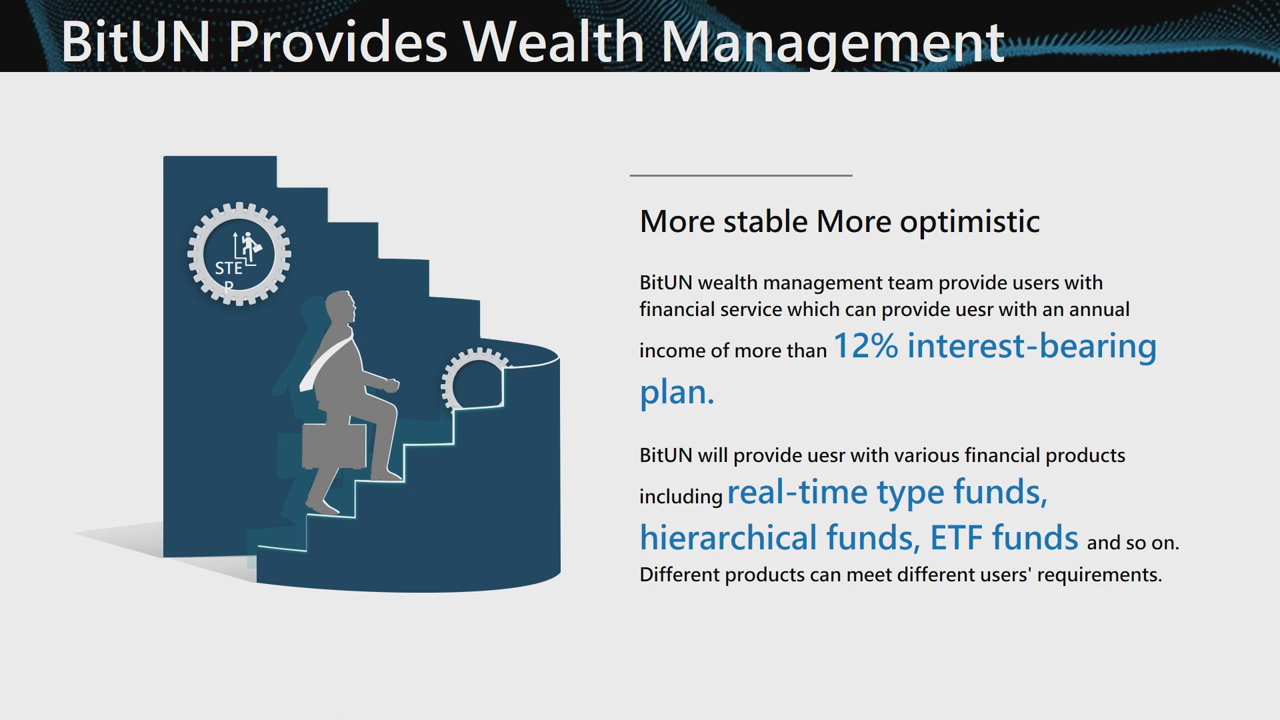 BitUN Provides Wealth Management
STE
P
More stable More optimistic
BitUN wealth management team provide users with
financial service which can provide uesr with an annual
income of more than 12% interest-bearing
plan.
BitUN will provide uesr with various financial products
including real-time type funds,
hierarchical funds, ETF funds and so on.
Different products can meet different users' requirements.